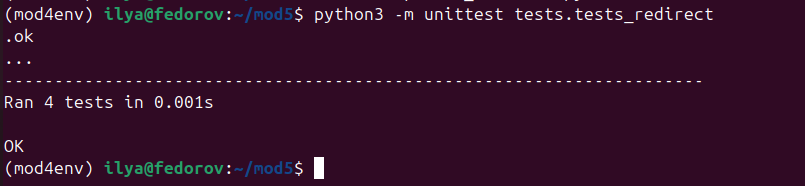 (mod4env) ilya@fedorov:~/mod5$ python3 -m unittest tests.tests_redirect
.ok
...
----------------------------------------------------------------------
Ran 4 tests in 0.001s
OK
(mod4env) ilya@fedorov:~/mod5$